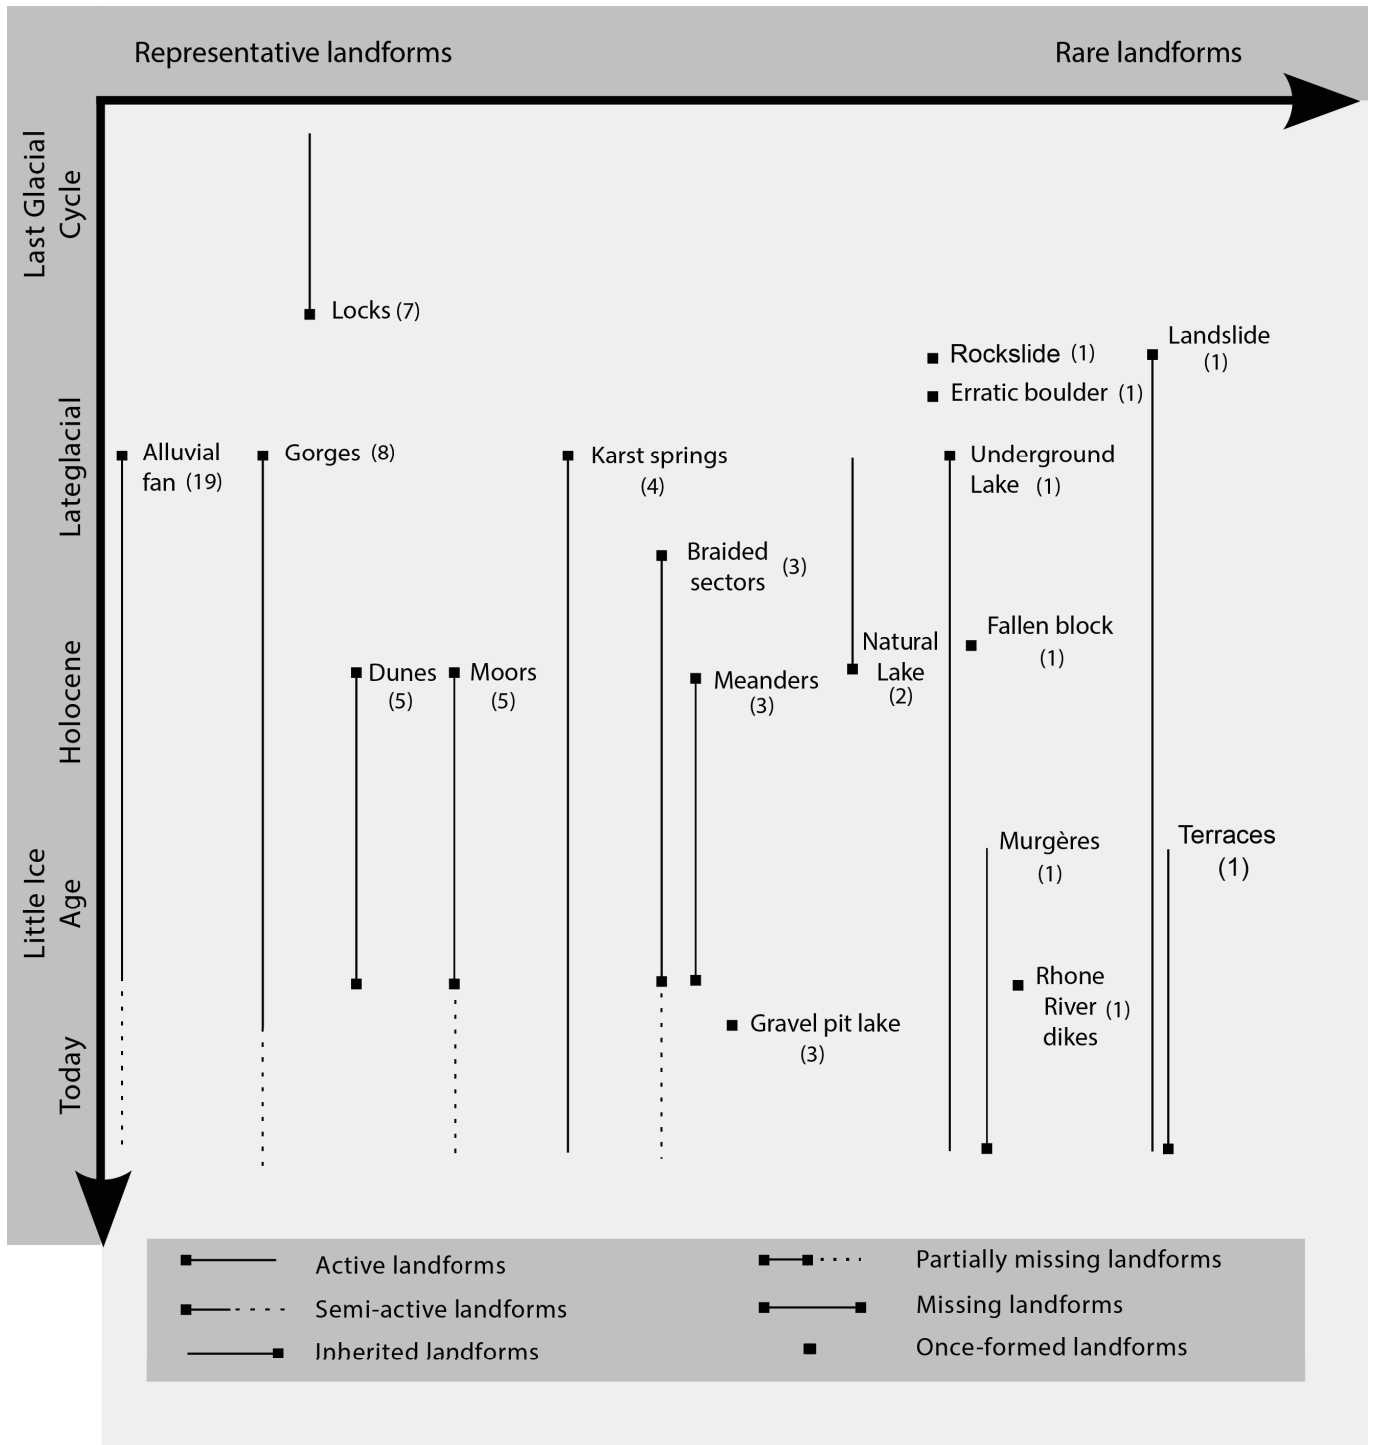 Representative landforms
Rare landforms
Last Glacial
Cycle
Lateglacial
Holocene
Little Ice
Age
Today
Locks (7)
Rockslide (1)
Erratic boulder (1)
Landslide
(1)
Alluvial
fan (19)
Gorges (8)
Karst springs
(4)
Underground
Lake (1)
Braided
sectors (3)
Natural
Lake
(2)
Fallen block
(1)
Dunes
(5)
Moors
(5)
Meanders
(3)
Murgères
(1)
Terraces
(1)
Rhone
River (1)
dikes
Gravel pit lake
(3)
Active landforms
Semi-active landforms
Inherited landforms
Partially missing landforms
Missing landforms
Once-formed landforms